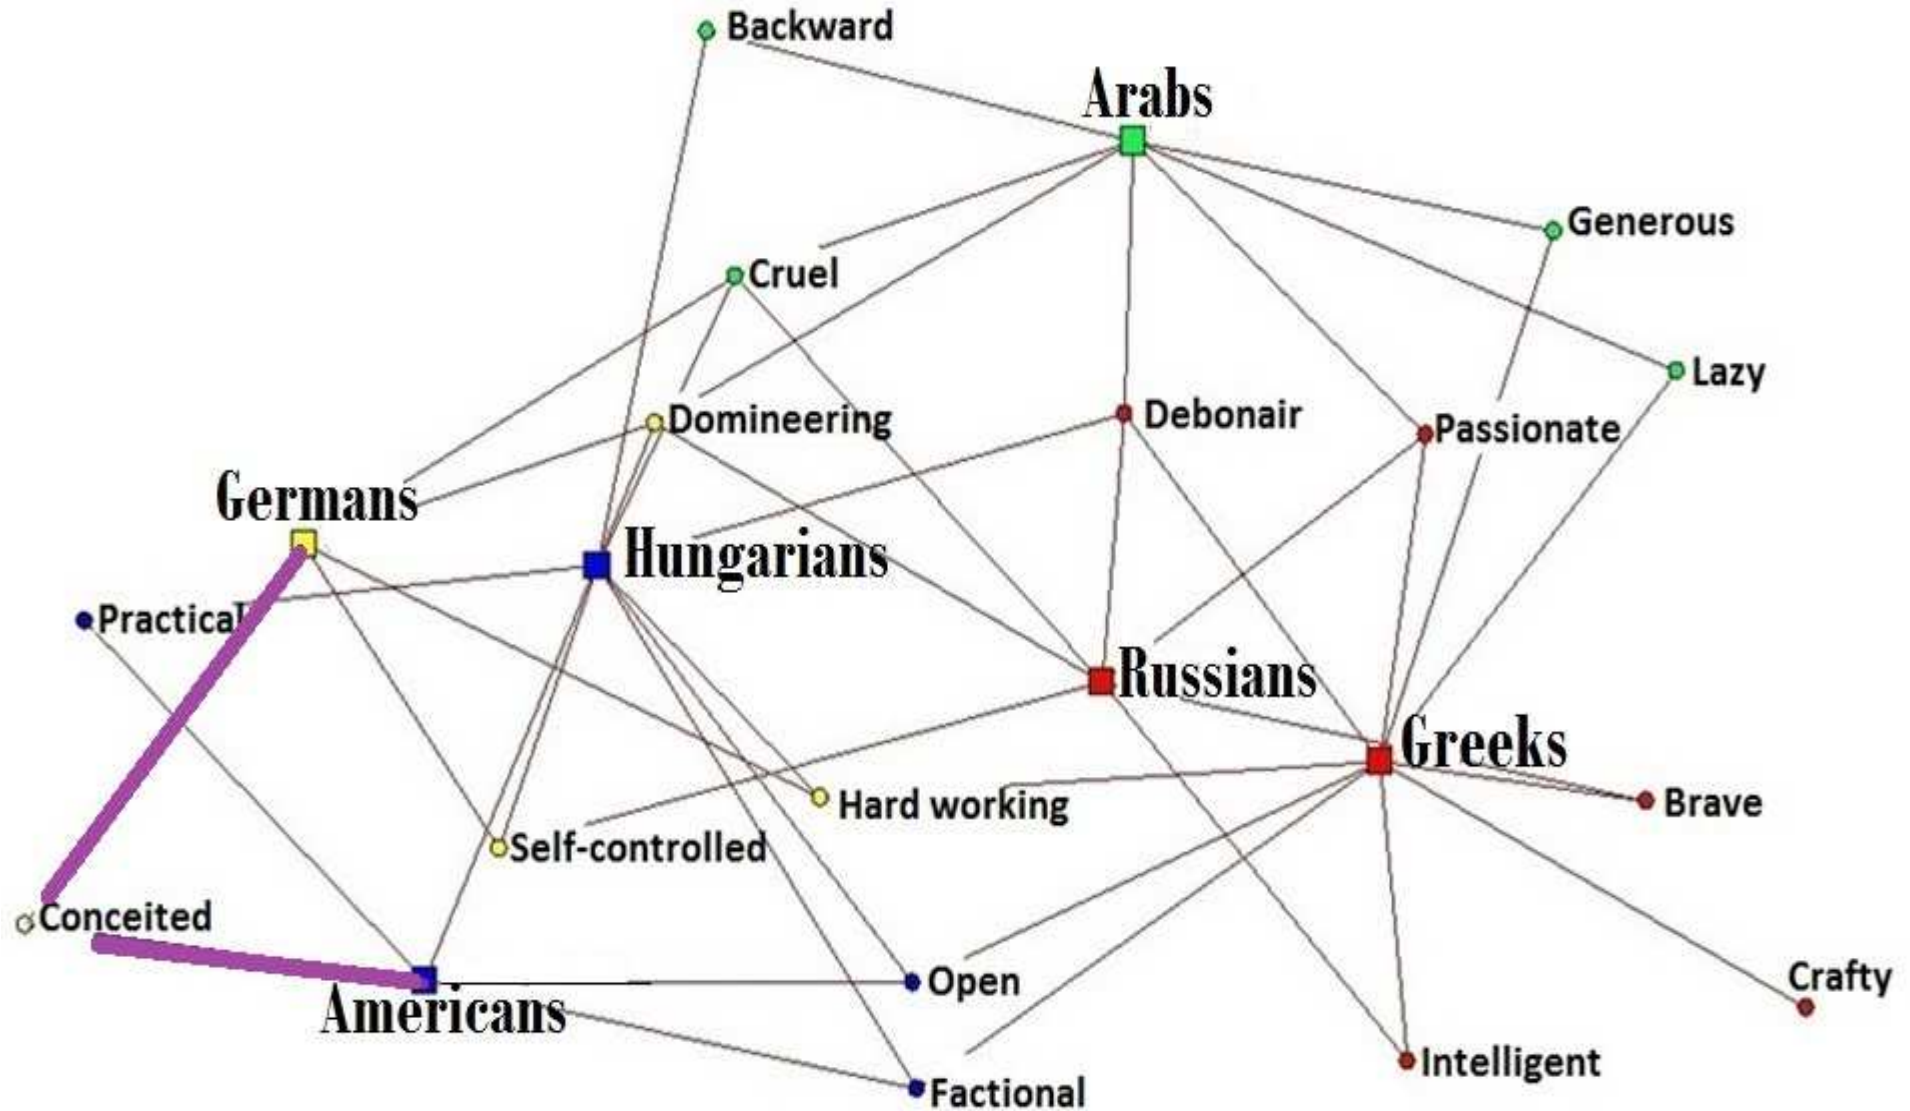 Backward
Arabs
Generous
Cruel
Lazy
Domineering
Debonair
Passionate
Germans
Hungarians
Practical
Russians
Greeks
Hard working
Brave
Self-controlled
Conceited
Open
Crafty
Americans
Intelligent
Factional